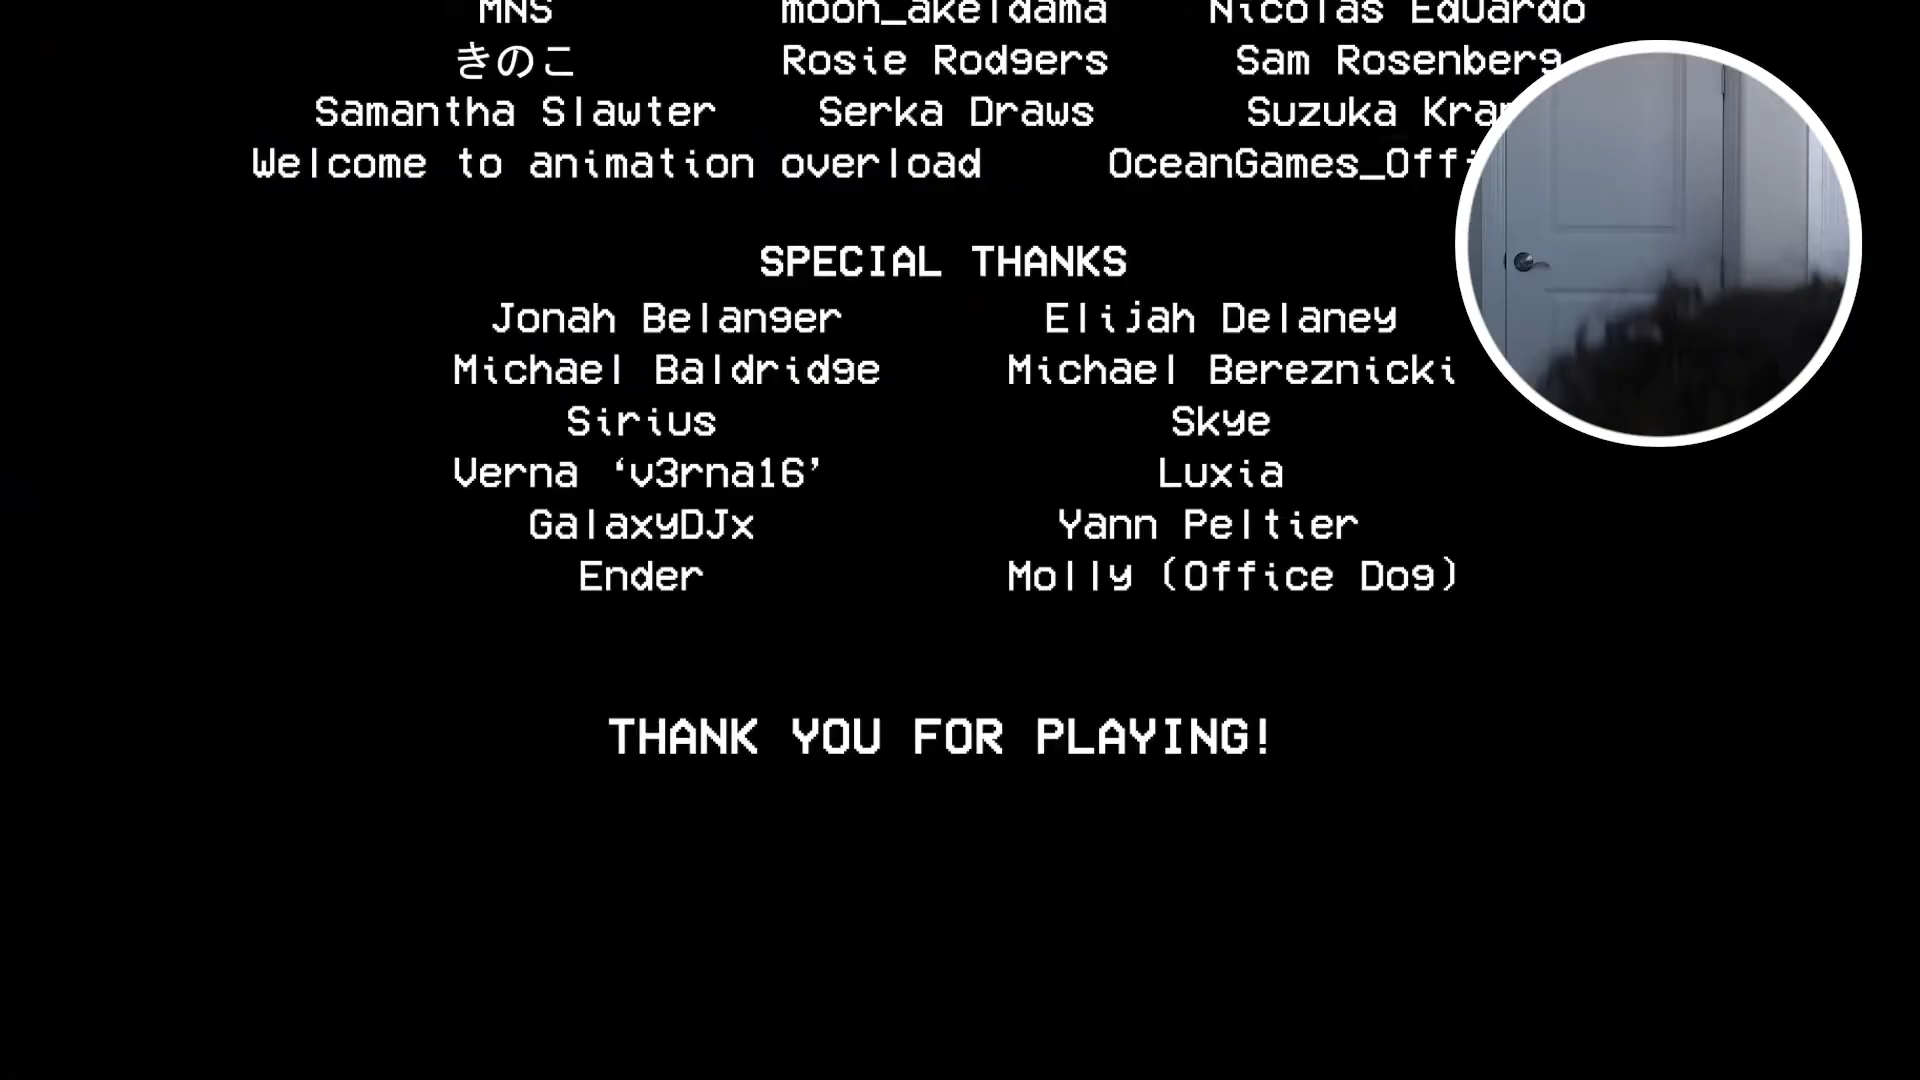 MNS moon_akeldama Nicolas Eduardo
きのこ Rosie Rodgers Sam Rosenberg
Samantha Slawter Serka Draws Suzuka
Welcome to animation overload
SPECIAL THANKS
Jonah Belanger Elijah Delaney
Michael Baldridge Michael Bereznicki
Sirius Skye
Verna ‘v3rna16’ Luxia
GalaxyDJx Yann Peltier
Ender Molly (Office Dog)
THANK YOU FOR PLAYING!